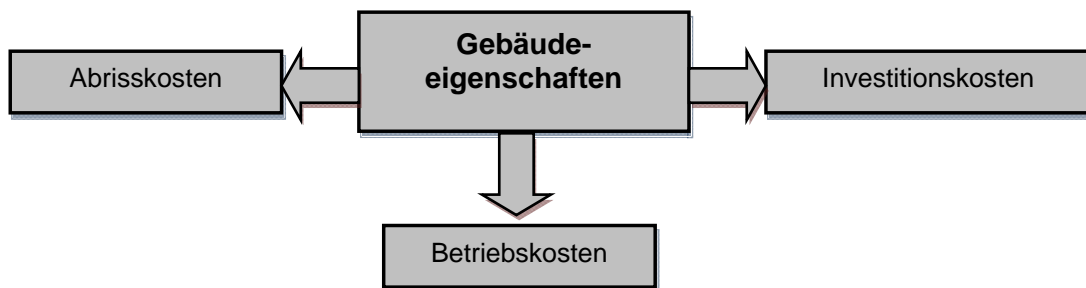 Gebäude-
eigenschaften
Abrisskosten
Investitionskosten
Betriebskosten